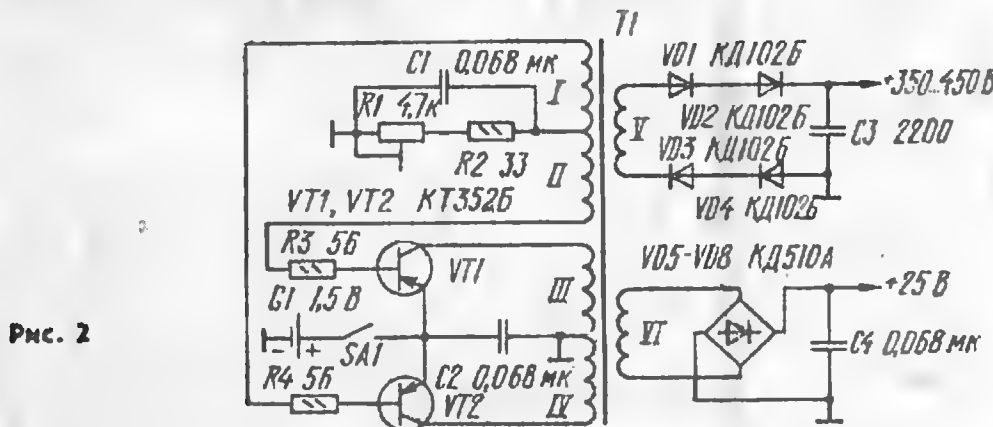 T1
VD1 КД102Б
C1 0,068 мк
+350...450 В
R1 4,7к
I
V
VD2 КД102Б
C3 2200
VD3 КД102Б
R2 33
II
VT1, VT2 КТ352Б
VD4 КД102Б
R3 56
VT1
VD5-VD8 КД510А
G1 1,5 В
III
+25 В
Рис. 2
- +
SA1
VI
C4 0,068 мк
R4 56
C2 0,068 мк
VT2
IV